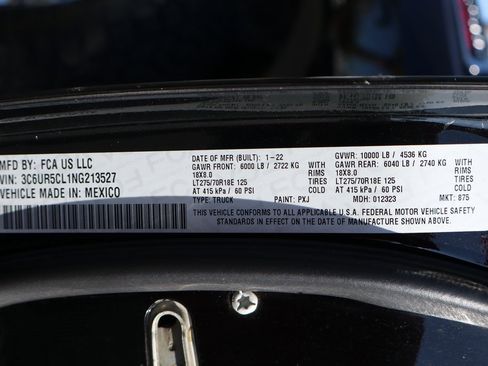 MFD BY: FCA US LLC
VIN: 3C6UR5CL1NG213527
VEHICLE MADE IN: MEXICO
DATE OF MFR (BUILT): 1-22 GVWR: 10000 LB / 4536 KG
GAWR FRONT: 6000 LB / 2722 KG GAWR REAR: 6040 LB / 2740 KG
18X8.0 RIMS 18X8.0 RIMS
LT275/70R18E 125 TIRES LT275/70R18E 125 TIRES
AT 415 kPa / 60 PSI COLD AT 415 kPa / 60 PSI COLD
TYPE: TRUCK PAINT: PXJ MDH: 012323 MKT: 875
THIS VEHICLE CONFORMS TO ALL APPLICABLE U.S.A. FEDERAL MOTOR VEHICLE SAFETY
STANDARDS IN EFFECT ON THE DATE OF MANUFACTURE SHOWN ABOVE.